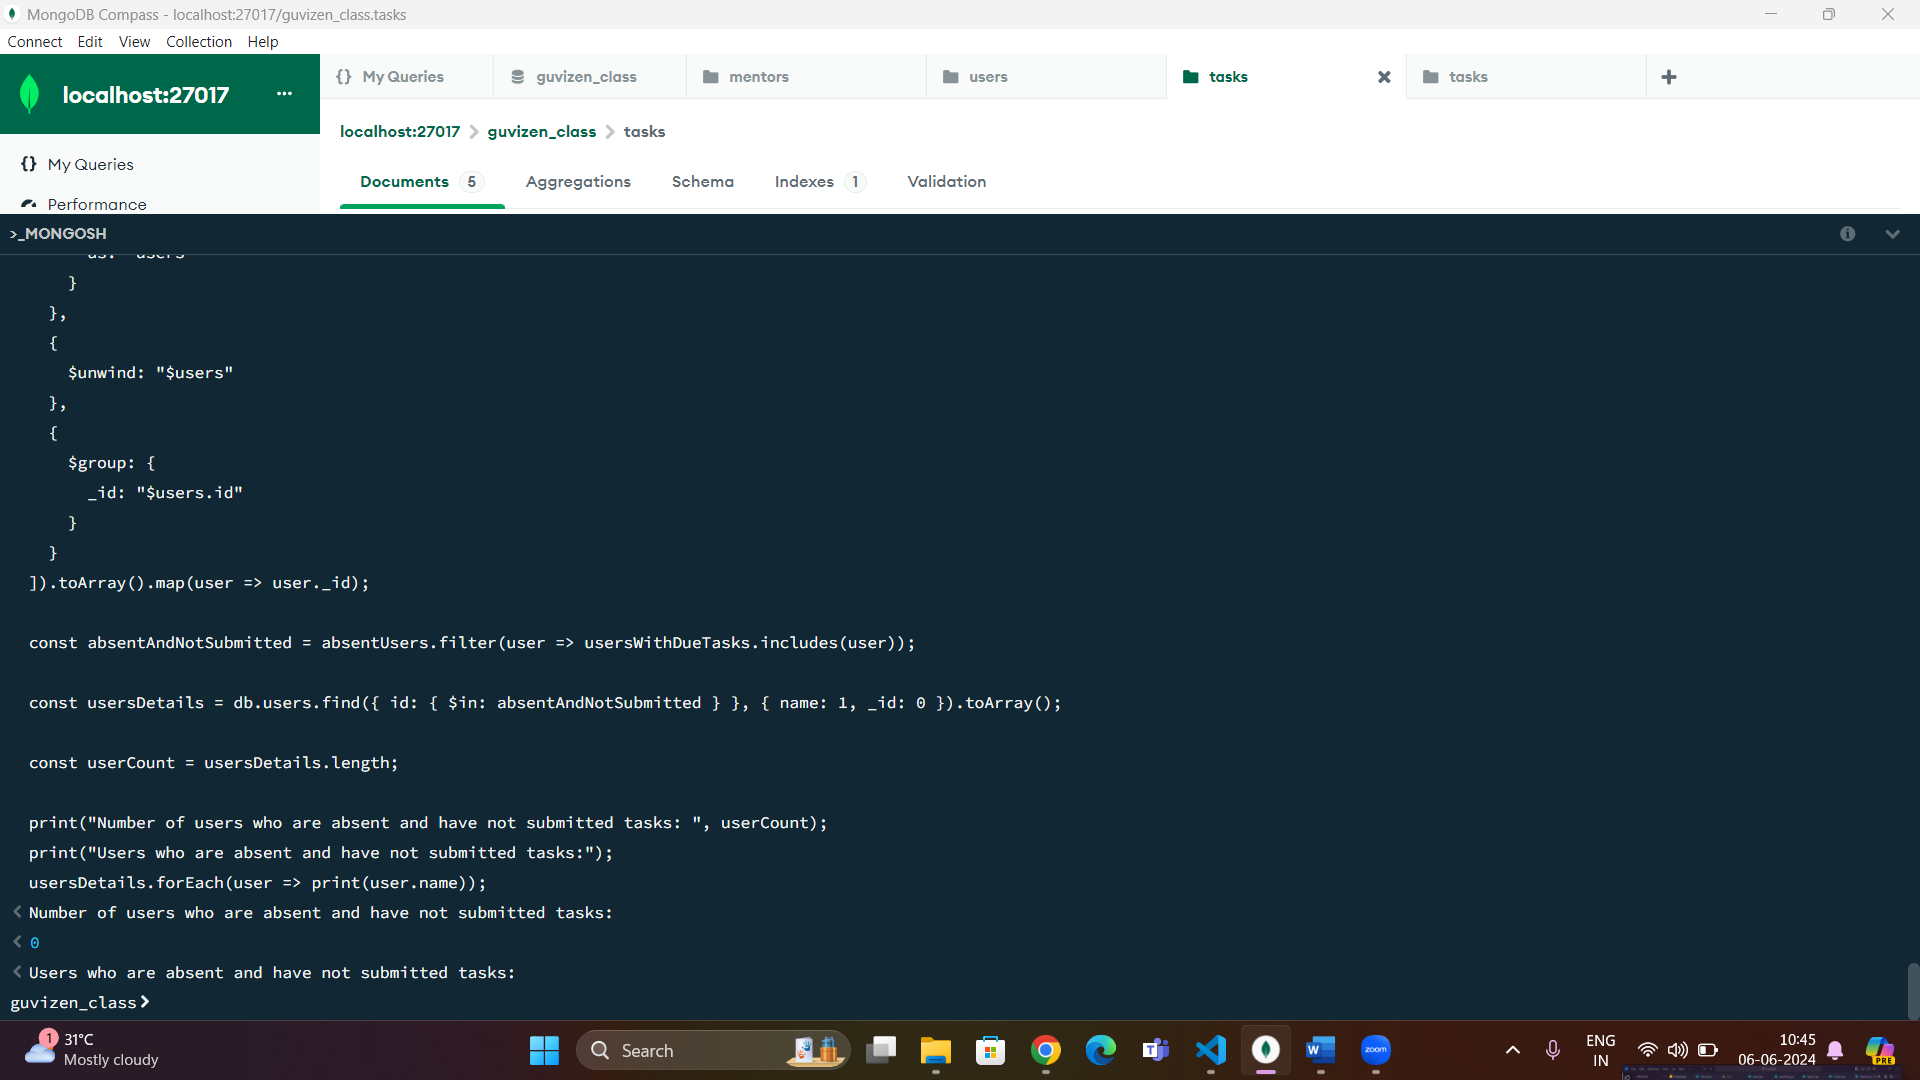 MongoDB Compass - localhost:27017/guvizen_class.tasks
Connect Edit View Collection Help
localhost:27017 ...
My Queries guvizen_class mentors users tasks tasks
localhost:27017 > guvizen_class > tasks
My Queries
Documents 5 Aggregations Schema Indexes 1 Validation
Performance
>_MONGOSH
as: "users"
}
},
{
$unwind: "$users"
},
{
$group: {
_id: "$users.id"
}
}
]).toArray().map(user => user._id);
const absentAndNotSubmitted = absentUsers.filter(user => usersWithDueTasks.includes(user));
const usersDetails = db.users.find({ id: { $in: absentAndNotSubmitted } }, { name: 1, _id: 0 }).toArray();
const userCount = usersDetails.length;
print("Number of users who are absent and have not submitted tasks: ", userCount);
print("Users who are absent and have not submitted tasks:");
usersDetails.forEach(user => print(user.name));
< Number of users who are absent and have not submitted tasks:
< 0
< Users who are absent and have not submitted tasks:
guvizen_class>
1 31°C
Mostly cloudy
Search
zoom
ENG
IN
10:45
06-06-2024
PRE